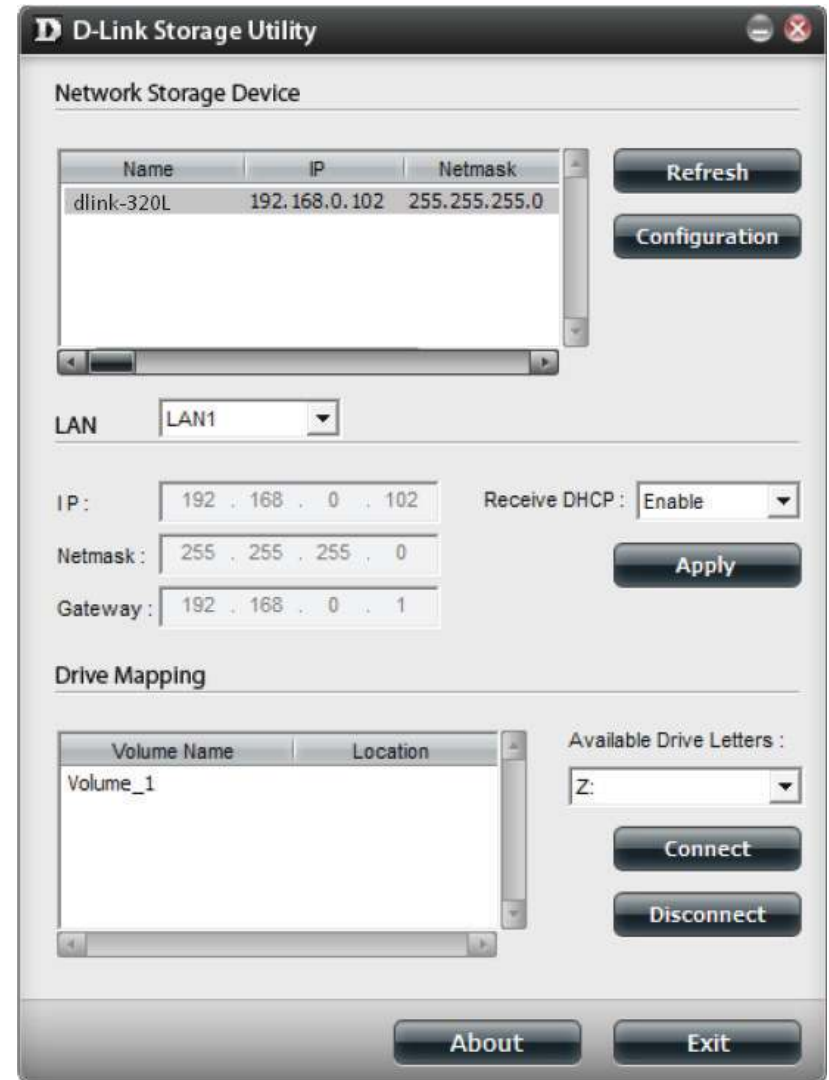 D D-Link Storage Utility
Network Storage Device
Name IP Netmask
dlink-320L 192.168.0.102 255.255.255.0
Refresh
Configuration
LAN LAN1
IP: 192 . 168 . 0 . 102 Receive DHCP : Enable
Netmask : 255 . 255 . 255 . 0 Apply
Gateway : 192 . 168 . 0 . 1
Drive Mapping
Volume Name Location
Volume_1
Available Drive Letters :
Z:
Connect
Disconnect
About Exit